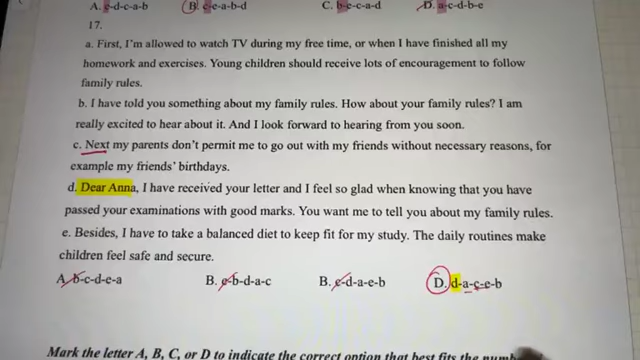 A. e-d-c-a-b B. c-e-a-b-d C. b-e-c-a-d D. a-c-d-b-e
17.
a. First, I'm allowed to watch TV during my free time, or when I have finished all my
homework and exercises. Young children should receive lots of encouragement to follow
family rules.
b. I have told you something about my family rules. How about your family rules? I am
really excited to hear about it. And I look forward to hearing from you soon.
c. Next my parents don't permit me to go out with my friends without necessary reasons, for
example my friends' birthdays.
d. Dear Anna, I have received your letter and I feel so glad when knowing that you have
passed your examinations with good marks. You want me to tell you about my family rules.
e. Besides, I have to take a balanced diet to keep fit for my study. The daily routines make
children feel safe and secure.
A. b-c-d-e-a B. e-b-d-a-c B. c-d-a-e-b D. d-a-c-e-b
Mark the letter A, B, C, or D to indicate the correct option that best fits the